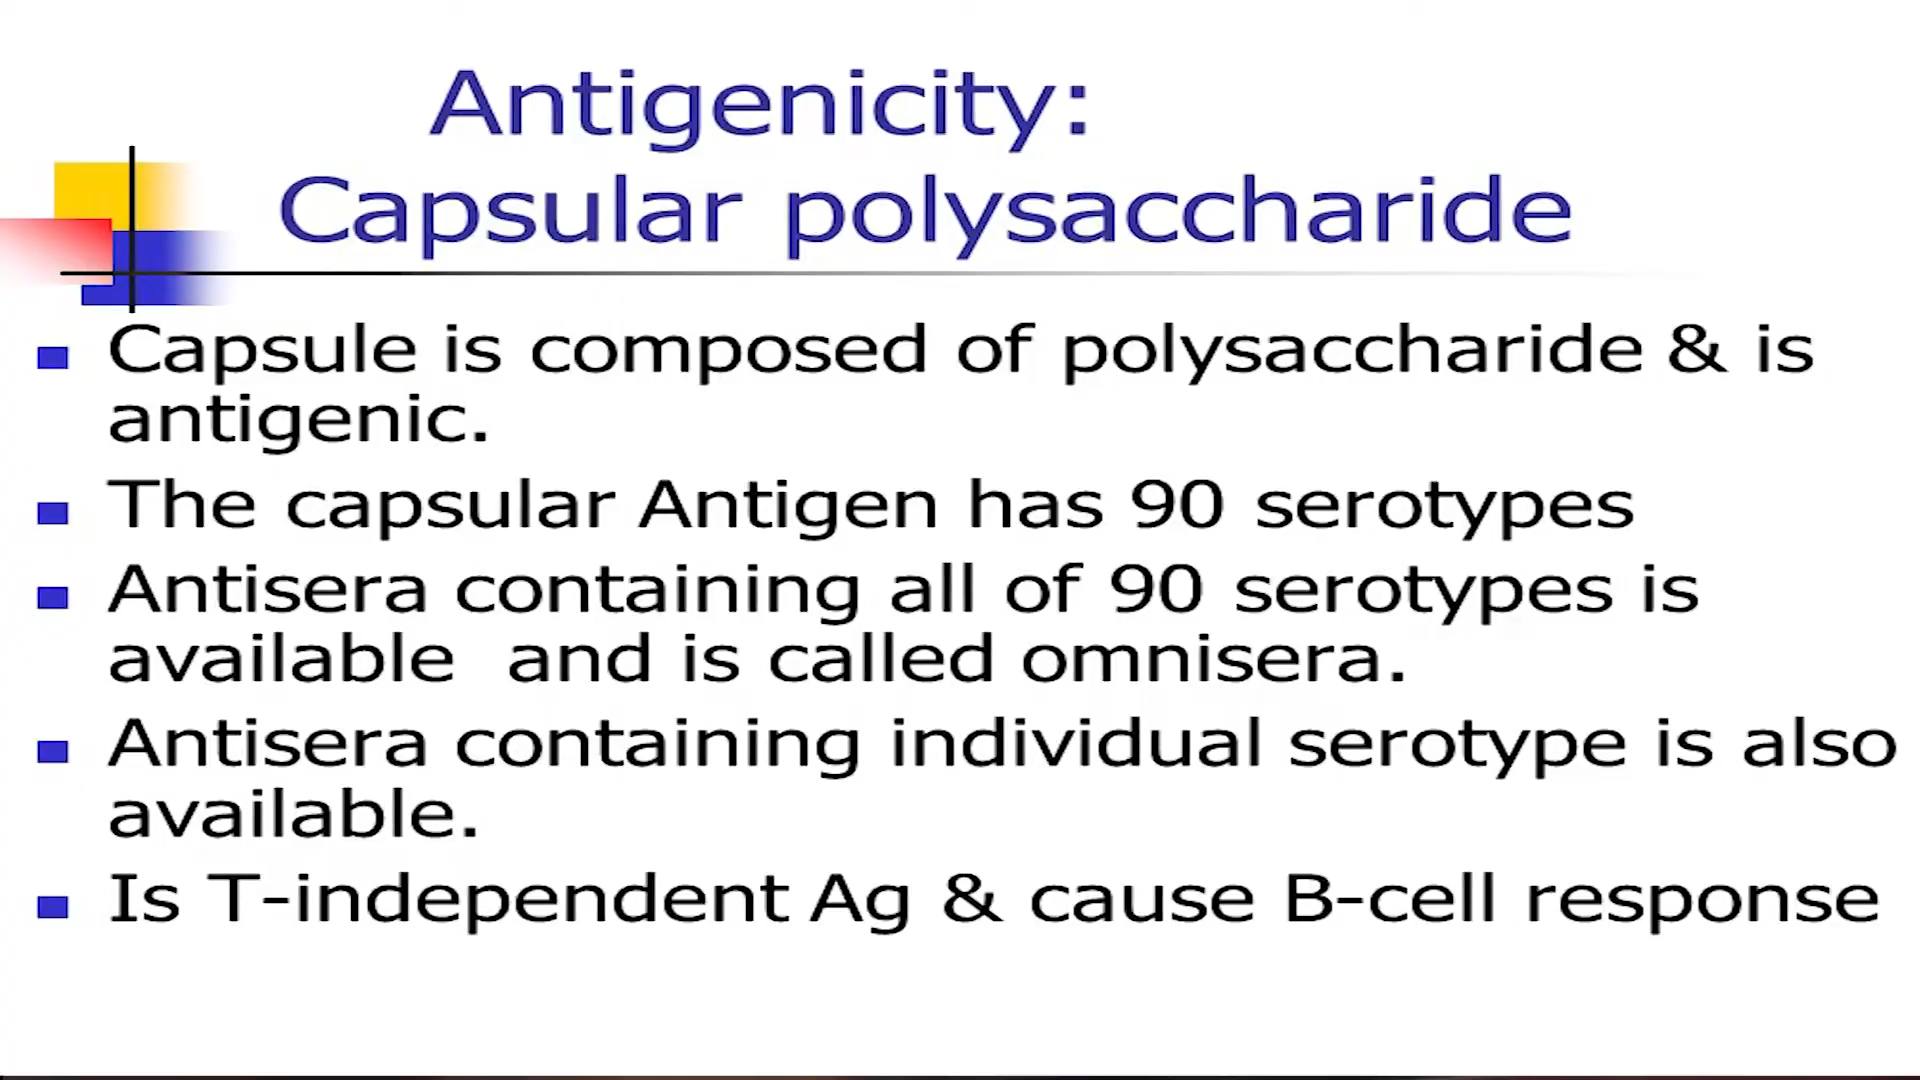 Antigenicity:
Capsular polysaccharide
Capsule is composed of polysaccharide & is
antigenic.
The capsular Antigen has 90 serotypes
Antisera containing all of 90 serotypes is
available and is called omnisera.
Antisera containing individual serotype is also
available.
Is T-independent Ag & cause B-cell response